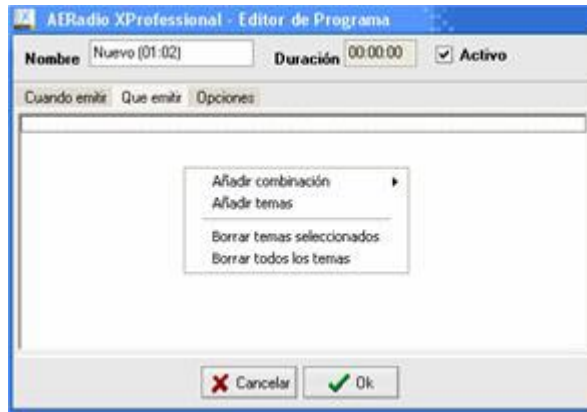 AERadio XProfessional - Editor de Programa
Nombre Nuevo (01:02) Duración 00:00:00 Activo
Cuando emitir Que emitir Opciones
Añadir combinación
Añadir temas
Borrar temas seleccionados
Borrar todos los temas
Cancelar Ok